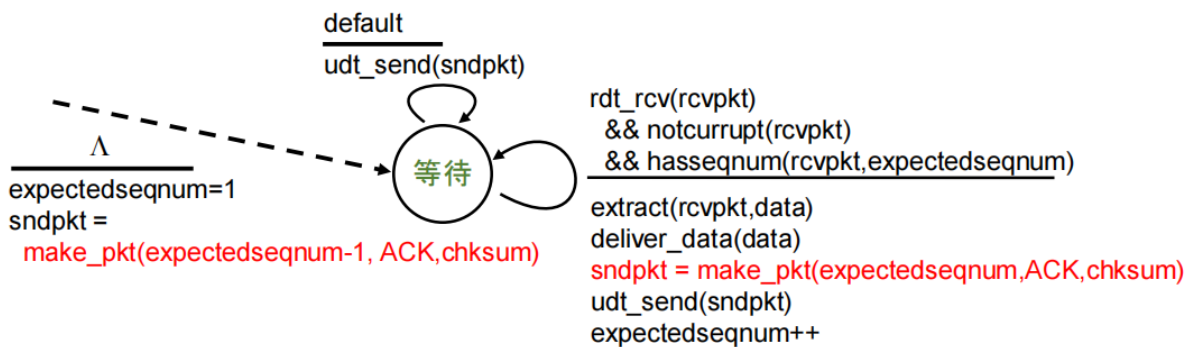 default
udt_send(sndpkt)
Λ
expectedseqnum=1
sndpkt =
make_pkt(expectedseqnum-1, ACK,chksum)
等待
rdt_rcv(rcvpkt)
&& notcurrupt(rcvpkt)
&& hasseqnum(rcvpkt,expectedseqnum)
extract(rcvpkt,data)
deliver_data(data)
sndpkt = make_pkt(expectedseqnum,ACK,chksum)
udt_send(sndpkt)
expectedseqnum++